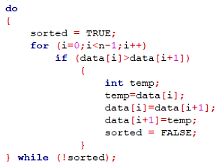 do
{
    sorted = TRUE;
    for (i=0;i<n-1;i++)
        if (data[i]>data[i+1])
            {
                int temp;
                temp=data[i];
                data[i]=data[i+1];
                data[i+1]=temp;
                sorted = FALSE;
            }
} while (!sorted);